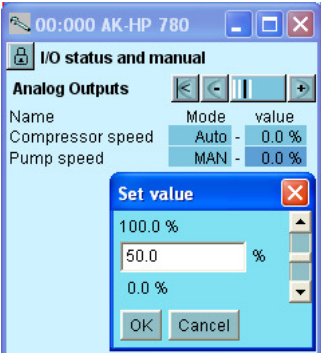 00:000 AK-HP 780
I/O status and manual
Analog Outputs
Name Mode value
Compressor speed Auto - 0.0 %
Pump speed MAN - 0.0 %
Set value
100.0 %
50.0 %
0.0 %
OK Cancel